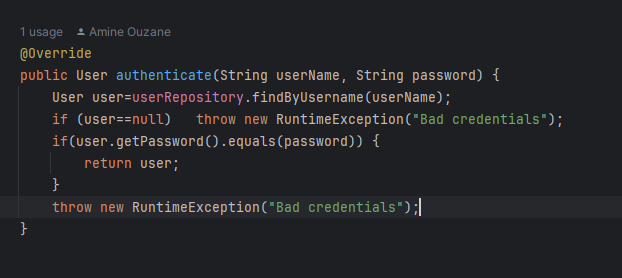 1 usage Amine Ouzane
@Override
public User authenticate(String userName, String password) {
User user=userRepository.findByUsername(userName);
if (user==null)   throw new RuntimeException("Bad credentials");
if(user.getPassword().equals(password)) {
return user;
}
throw new RuntimeException("Bad credentials");
}